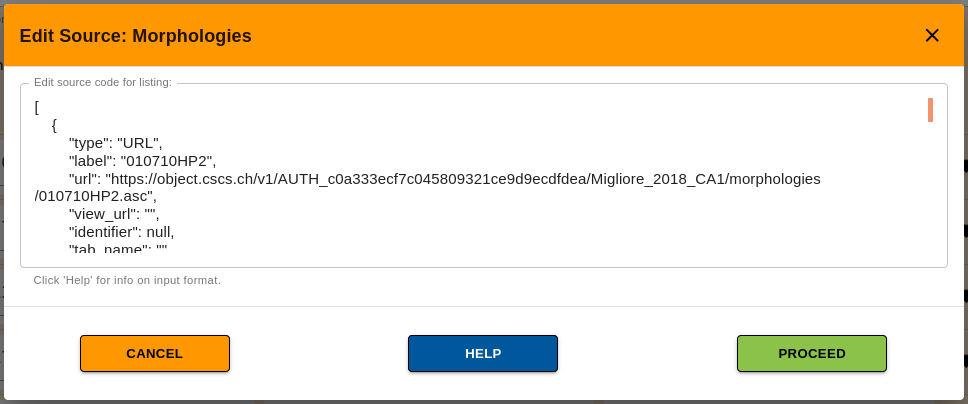 Edit Source: Morphologies
Edit source code for listing:
[
{
"type": "URL",
"label": "010710HP2",
"url": "https://object.cscs.ch/v1/AUTH_c0a333ecf7c045809321ce9d9ecdfdea/Migliore_2018_CA1/morphologies
/010710HP2.asc",
"view_url": "",
"identifier": null,
"tab_name": ""
Click 'Help' for info on input format.
CANCEL
HELP
PROCEED